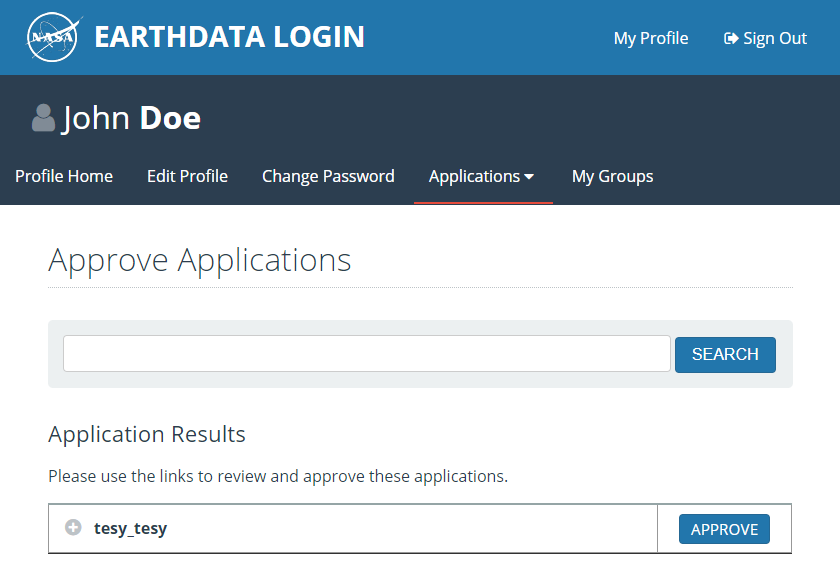 NASA EARTHDATA LOGIN My Profile Sign Out
John Doe
Profile Home Edit Profile Change Password Applications My Groups
Approve Applications
SEARCH
Application Results
Please use the links to review and approve these applications.
tesy_tesy APPROVE